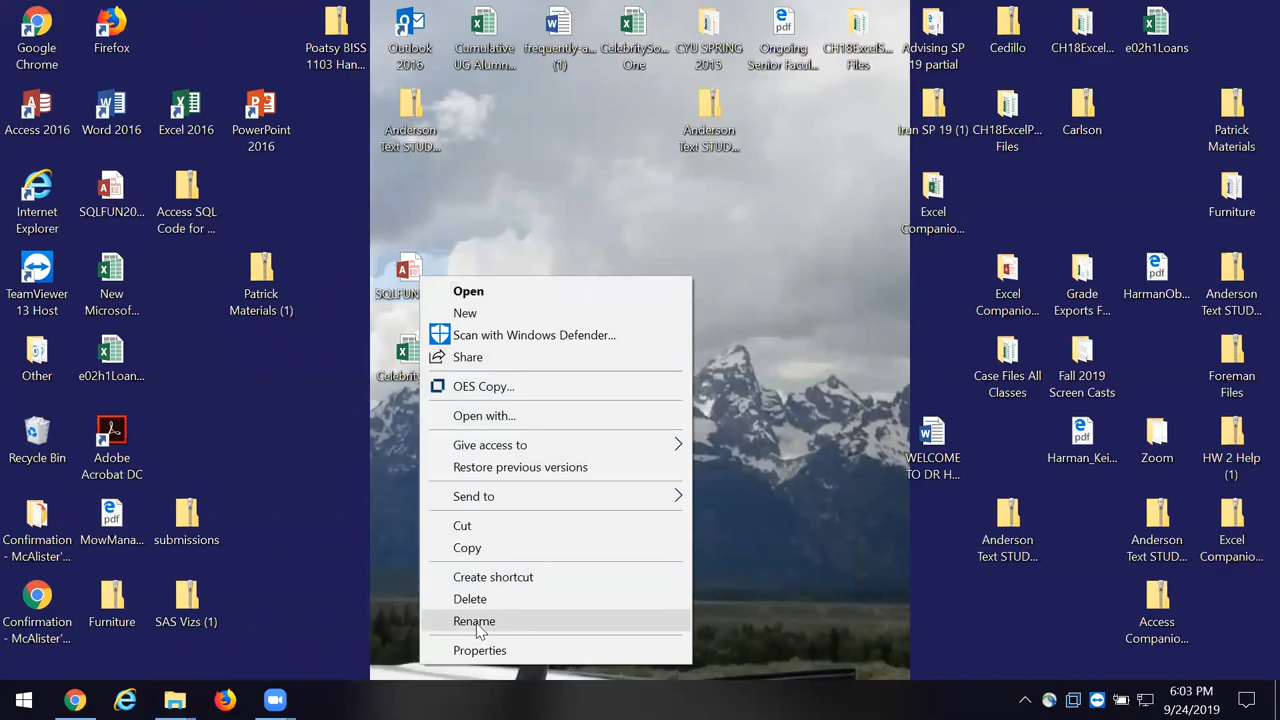 Google
Chrome
Firefox
Poatsy BISS
1103 Han...
Outlook
2016
Cumulative
UG Alumn...
frequently-a...
(1)
CelebritySo...
One
CYU SPRING
2015
Ongoing
Senior Facul...
CH18ExcelS...
Files
Advising SP
19 partial
Cedillo
CH18Excel...
e02h1Loans
Access 2016
Word 2016
Excel 2016
PowerPoint
2016
Anderson
Text STUD...
Anderson
Text STUD...
Irun SP 19 (1)
CH18ExcelP...
Files
Carlson
Patrick
Materials
Internet
Explorer
SQLFUN20...
Access SQL
Code for ...
Excel
Companio...
Furniture
TeamViewer
13 Host
New
Microsof...
Patrick
Materials (1)
SQLFUN
Excel
Companio...
Grade
Exports F...
HarmanOb...
Anderson
Text STUD...
Other
e02h1Loan...
Celebrity
Case Files All
Classes
Fall 2019
Screen Casts
Foreman
Files
Recycle Bin
Adobe
Acrobat DC
WELCOME
TO DR H...
Harman_Kei...
Zoom
HW 2 Help
(1)
Confirmation
- McAlister'...
MowMana...
submissions
Anderson
Text STUD...
Anderson
Text STUD...
Excel
Companio...
Confirmation
- McAlister'...
Furniture
SAS Vizs (1)
Access
Companio...
Open
New
Scan with Windows Defender...
Share
OES Copy...
Open with...
Give access to
Restore previous versions
Send to
Cut
Copy
Create shortcut
Delete
Rename
Properties
6:03 PM
9/24/2019